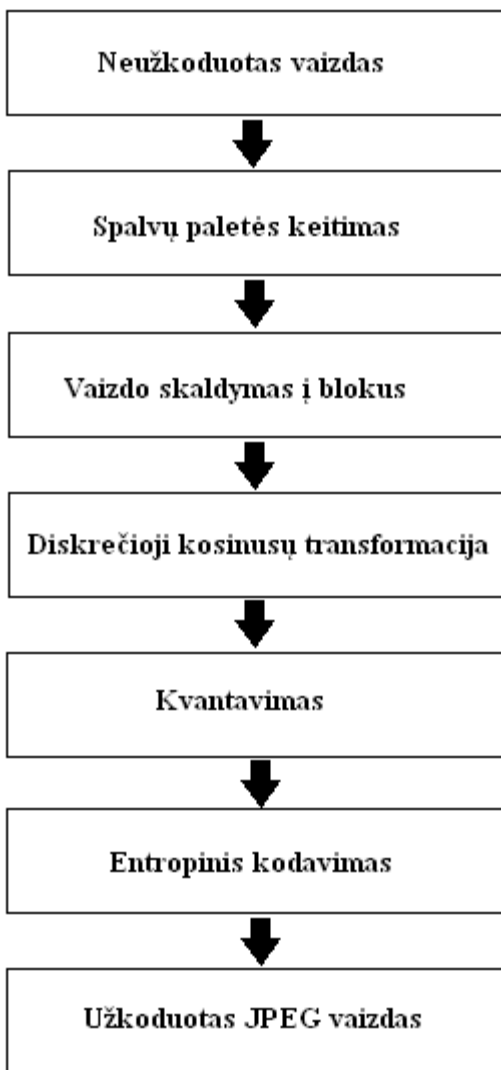 Neužkoduotas vaizdas
Spalvų paletės keitimas
Vaizdo skaldymas į blokus
Diskrečioji kosinusų transformacija
Kvantavimas
Entropinis kodavimas
Užkoduotas JPEG vaizdas